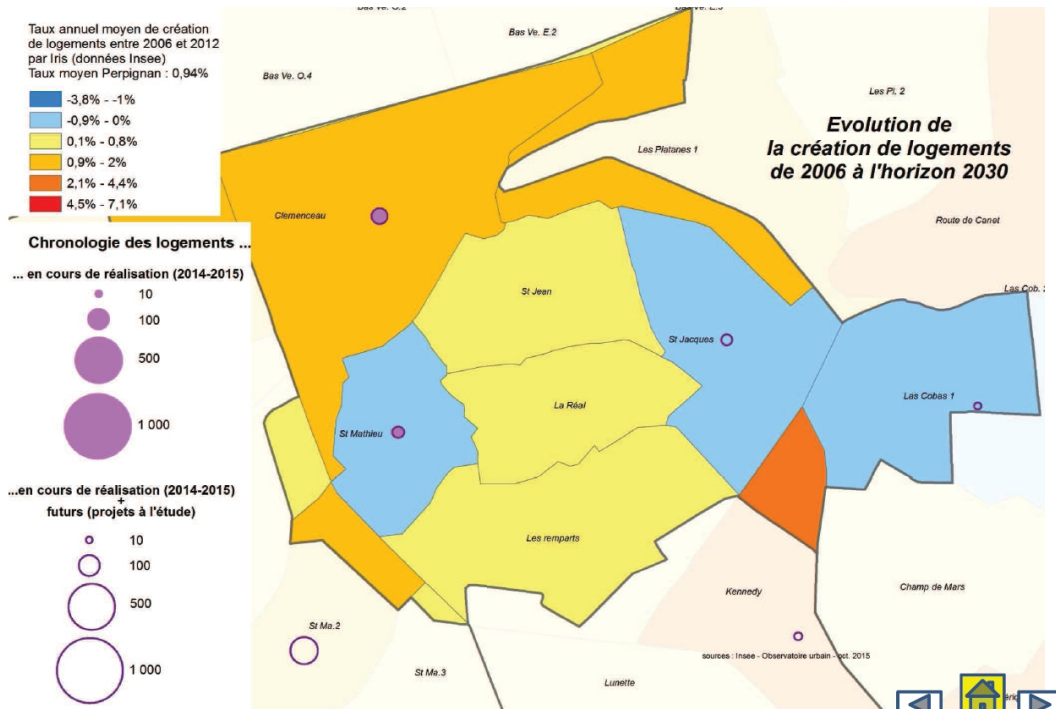 Taux annuel moyen de création
de logements entre 2006 et 2012
par Iris (données Insee)
Taux moyen Perpignan : 0,94%
-3,8% - -1%
-0,9% - 0%
0,1% - 0,8%
0,9% - 2%
2,1% - 4,4%
4,5% - 7,1%
Chronologie des logements ...
... en cours de réalisation (2014-2015)
10
100
500
1 000
...en cours de réalisation (2014-2015)
+
futurs (projets à l'étude)
10
100
500
1 000
Evolution de
la création de logements
de 2006 à l'horizon 2030
Bas Ve. E.2
Bas Ve. O.4
Les Pl. 2
Les Platanes 1
Route de Canet
Clemenceau
St Jean
St Jacques
Las Cob.
Las Cobas 1
La Réal
St Mathieu
Les remparts
Kennedy
Champ de Mars
St Ma.2
St Ma.3
Lunette
sources : Insee - Observatoire urbain - oct. 2015